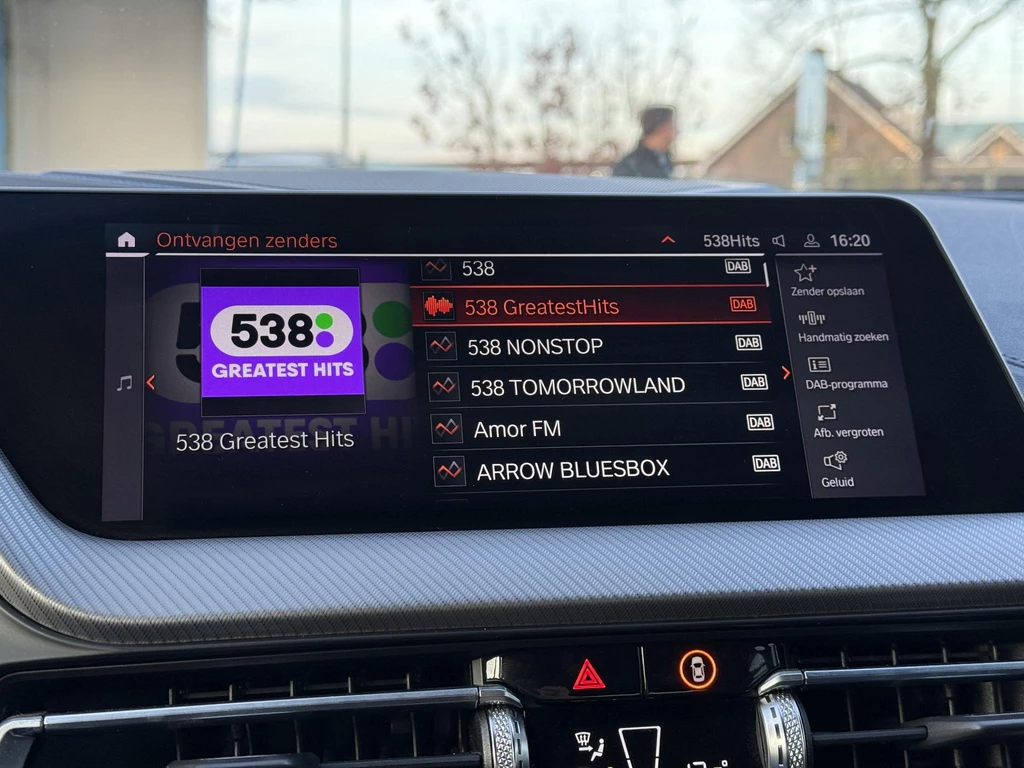 Ontvangen zenders
538Hits
16:20
538:
GREATEST HITS
538 Greatest Hits
538 DAB
538 GreatestHits DAB
538 NONSTOP DAB
538 TOMORROWLAND DAB
Amor FM DAB
ARROW BLUESBOX DAB
Zender opslaan
Handmatig zoeken
DAB-programma
Afb. vergroten
Geluid